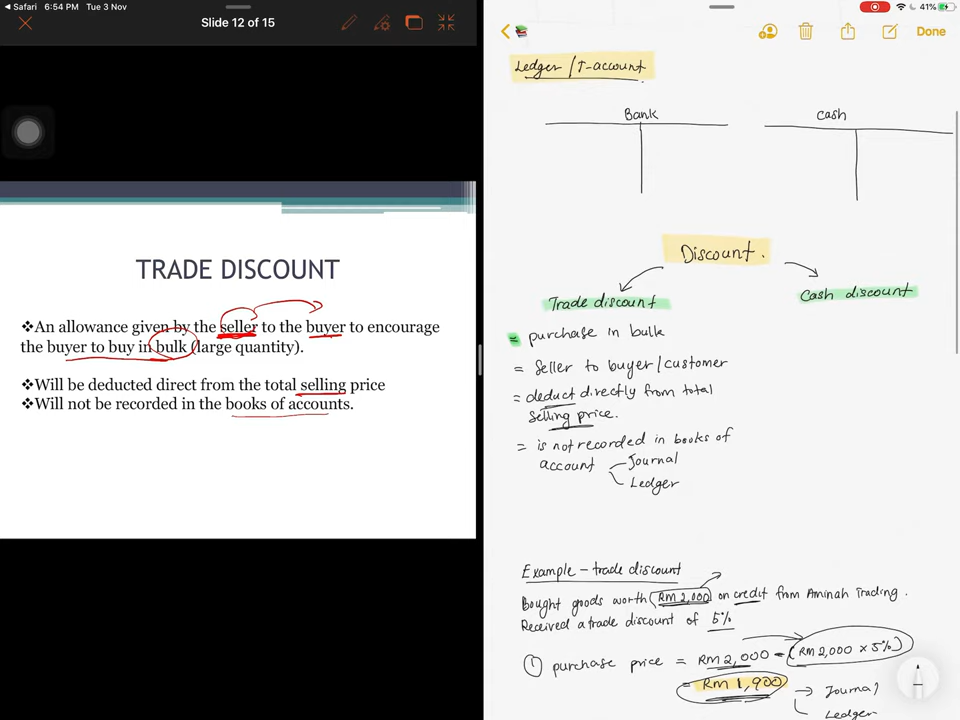 Safari 6:54 PM Tue 3 Nov
41%
Slide 12 of 15
Done
TRADE DISCOUNT
❖An allowance given by the seller to the buyer to encourage
the buyer to buy in bulk (large quantity).
❖Will be deducted direct from the total selling price
❖Will not be recorded in the books of accounts.
Ledger / T-account
Bank
Cash
Discount.
Trade discount
Cash discount
= purchase in bulk
= Seller to buyer/customer
= deduct directly from total
selling price.
= is not recorded in books of
account
Journal
Ledger
Example - trade discount
Bought goods worth RM 2,000 on credit from Aminah Trading.
Received a trade discount of 5%
① purchase price = RM 2,000 - (RM 2,000 × 5%)
= RM 1,900 → Journal
Ledger